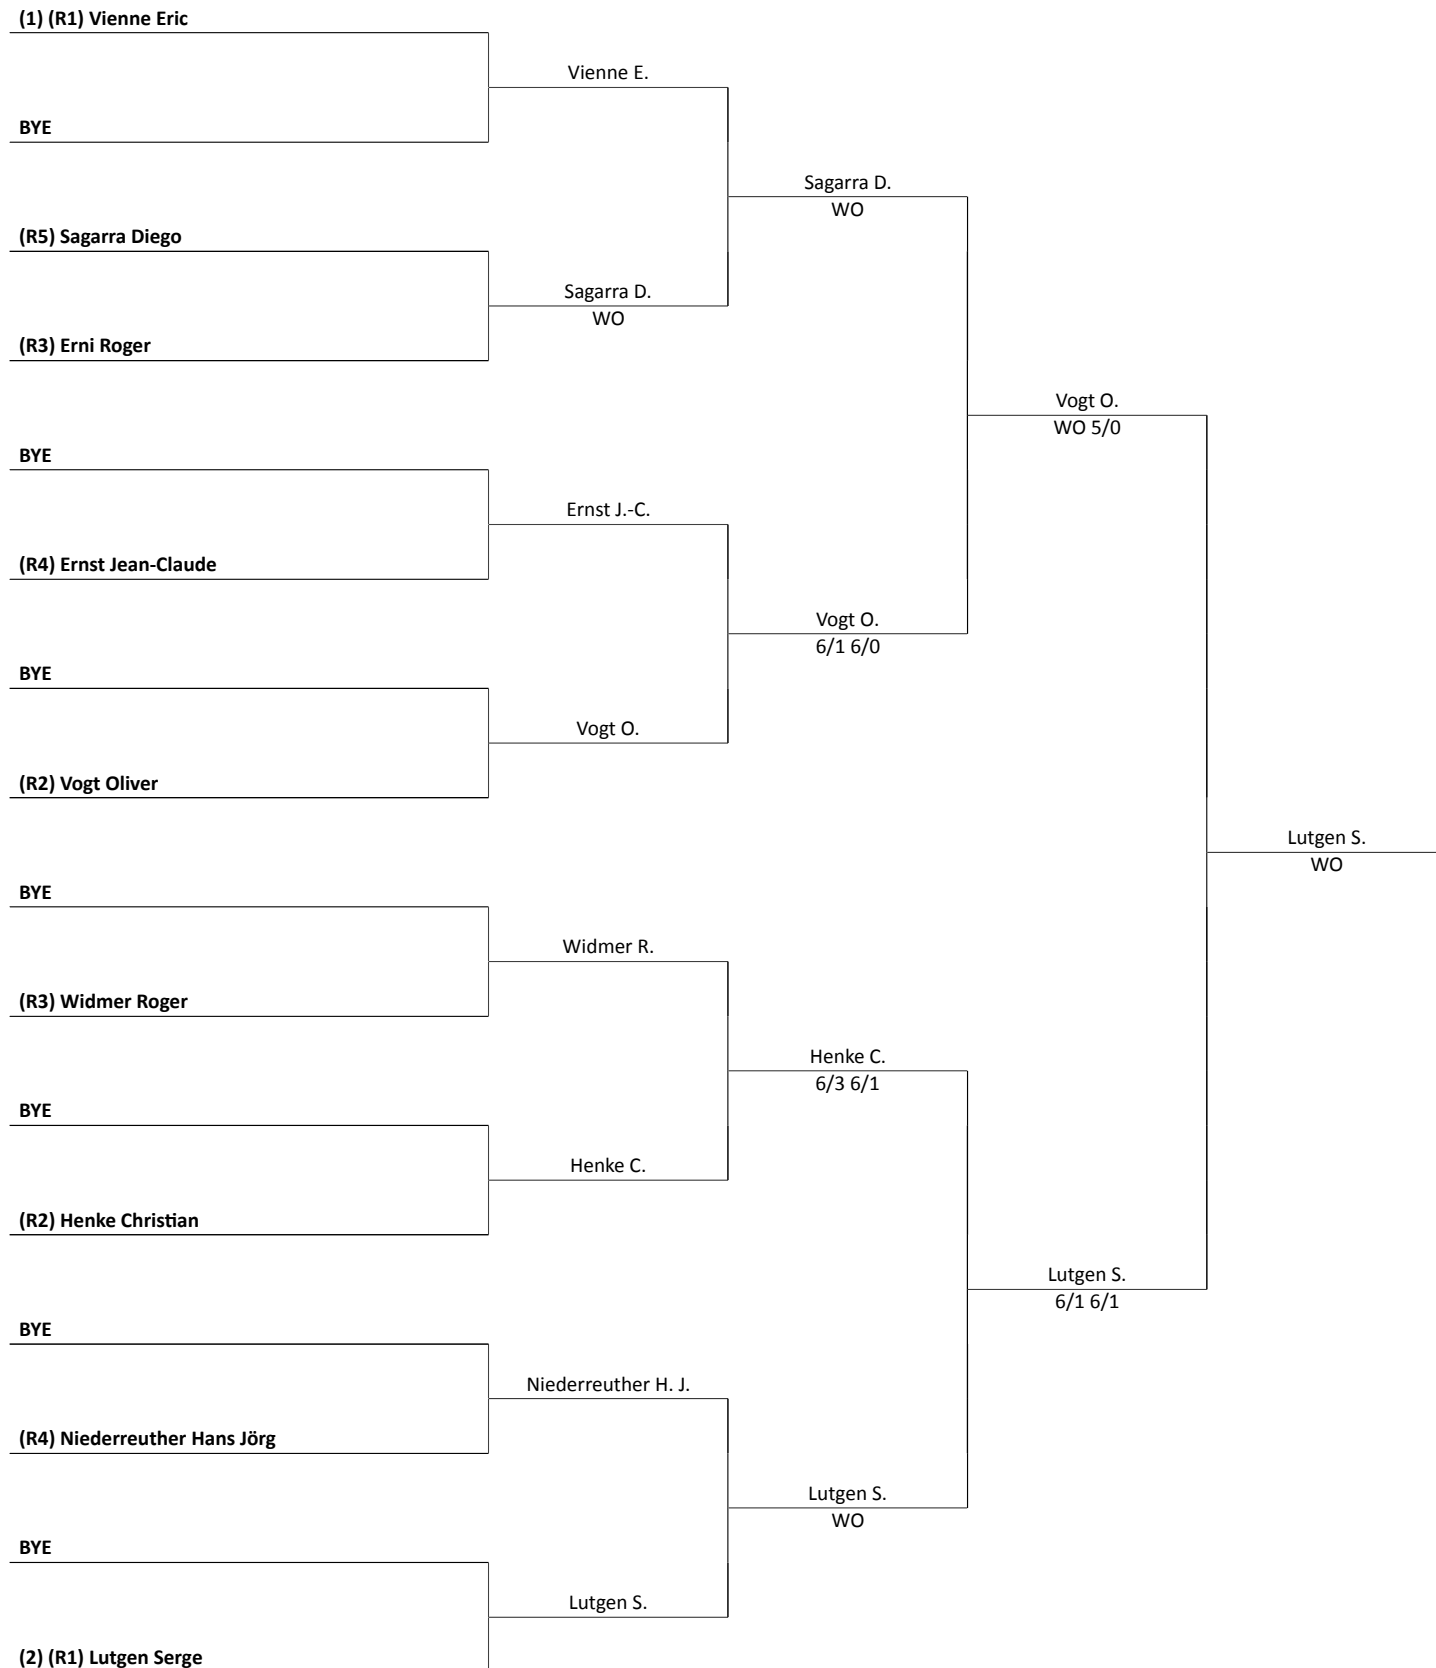 (1) (R1) Vienne Eric
Vienne E.
BYE
Sagarra D.
WO
(R5) Sagarra Diego
Sagarra D.
WO
(R3) Erni Roger
Vogt O.
WO 5/0
BYE
Ernst J.-C.
(R4) Ernst Jean-Claude
Vogt O.
6/1 6/0
BYE
Vogt O.
(R2) Vogt Oliver
Lutgen S.
WO
BYE
Widmer R.
(R3) Widmer Roger
Henke C.
6/3 6/1
BYE
Henke C.
(R2) Henke Christian
Lutgen S.
6/1 6/1
BYE
Niederreuther H. J.
(R4) Niederreuther Hans Jörg
Lutgen S.
WO
BYE
Lutgen S.
(2) (R1) Lutgen Serge